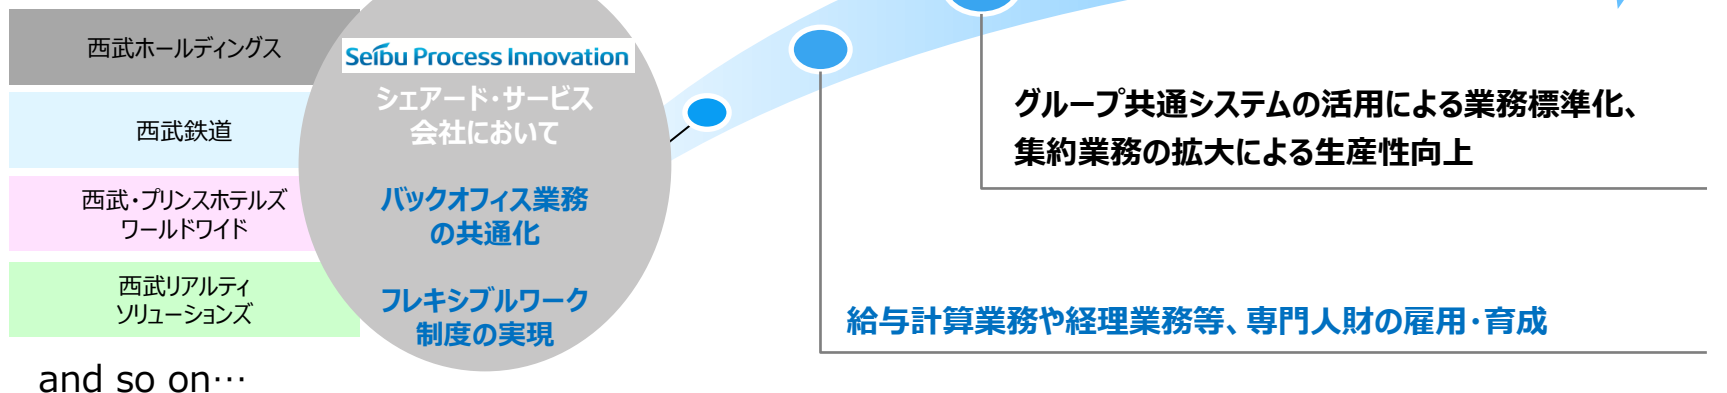 西武ホールディングス
西武鉄道
西武・プリンスホテルズ
ワールドワイド
西武リアルティ
ソリューションズ
and so on…
Seibu Process Innovation
シェアード・サービス
会社において
バックオフィス業務
の共通化
フレキシブルワーク
制度の実現
グループ共通システムの活用による業務標準化、
集約業務の拡大による生産性向上
給与計算業務や経理業務等、専門人財の雇用・育成